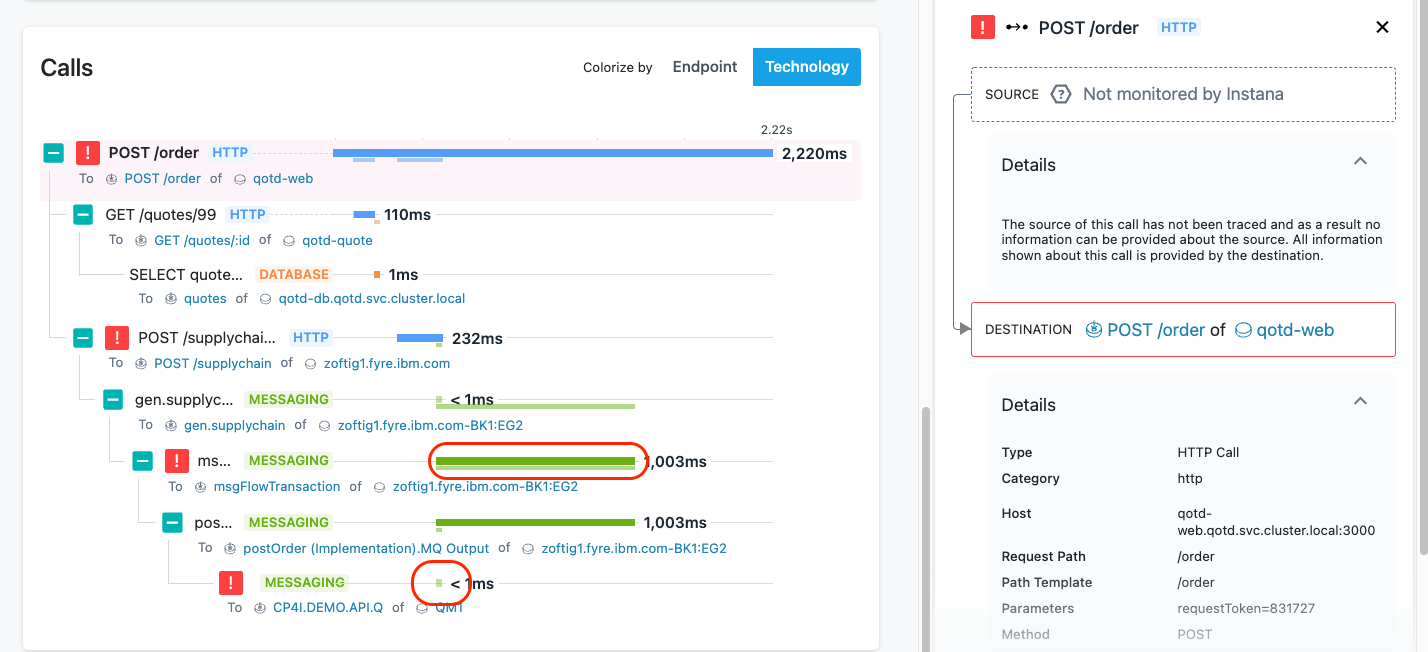 Calls
Colorize by Endpoint Technology
2.22s
! POST /order HTTP 2,220ms
To POST /order of qotd-web
GET /quotes/99 HTTP 110ms
To GET /quotes/:id of qotd-quote
SELECT quote... DATABASE 1ms
To quotes of qotd-db.qotd.svc.cluster.local
! POST /supplychai... HTTP 232ms
To POST /supplychain of zoftig1.fyre.ibm.com
gen.supplyc... MESSAGING < 1ms
To gen.supplychain of zoftig1.fyre.ibm.com-BK1:EG2
! ms... MESSAGING 1,003ms
To msgFlowTransaction of zoftig1.fyre.ibm.com-BK1:EG2
pos... MESSAGING 1,003ms
To postOrder (Implementation).MQ Output of zoftig1.fyre.ibm.com-BK1:EG2
! MESSAGING < 1ms
To CP4I.DEMO.API.Q of QM1
! POST /order HTTP
SOURCE ? Not monitored by Instana
Details
The source of this call has not been traced and as a result no
information can be provided about the source. All information
shown about this call is provided by the destination.
DESTINATION POST /order of qotd-web
Details
Type HTTP Call
Category http
Host qotd-
web.qotd.svc.cluster.local:3000
Request Path /order
Path Template /order
Parameters requestToken=831727
Method POST